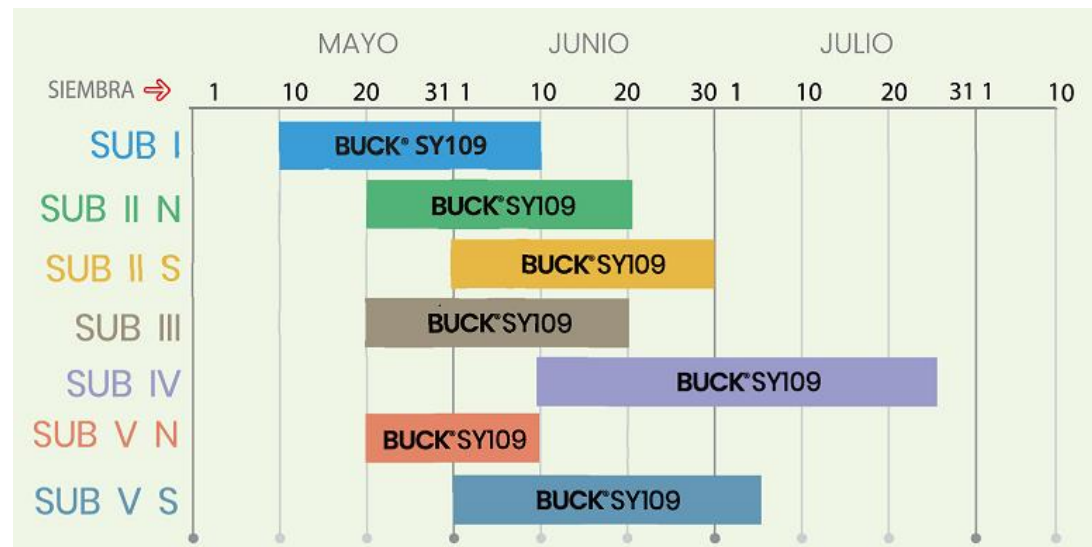 MAYO JUNIO JULIO
SIEMBRA 1 10 20 31 1 10 20 30 1 10 20 31 1 10
SUB I BUCK® SY109
SUB II N BUCK®SY109
SUB II S BUCK®SY109
SUB III BUCK®SY109
SUB IV BUCK®SY109
SUB V N BUCK®SY109
SUB V S BUCK®SY109